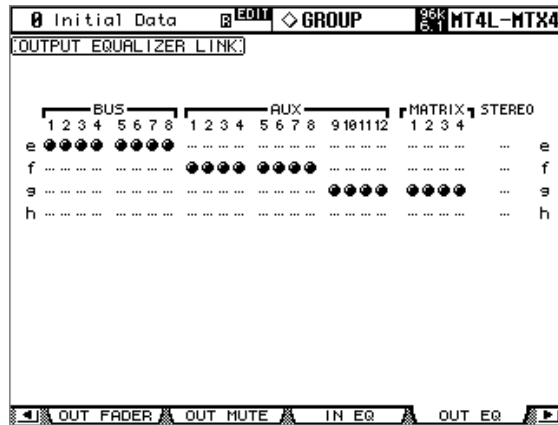 0 Initial Data EDIT GROUP 96K 6.1 MT4L-MTX4
OUTPUT EQUALIZER LINK
BUS AUX MATRIX STEREO
1 2 3 4 5 6 7 8 1 2 3 4 5 6 7 8 9 10 11 12 1 2 3 4
e e
f f
g g
h h
OUT FADER OUT MUTE IN EQ OUT EQ